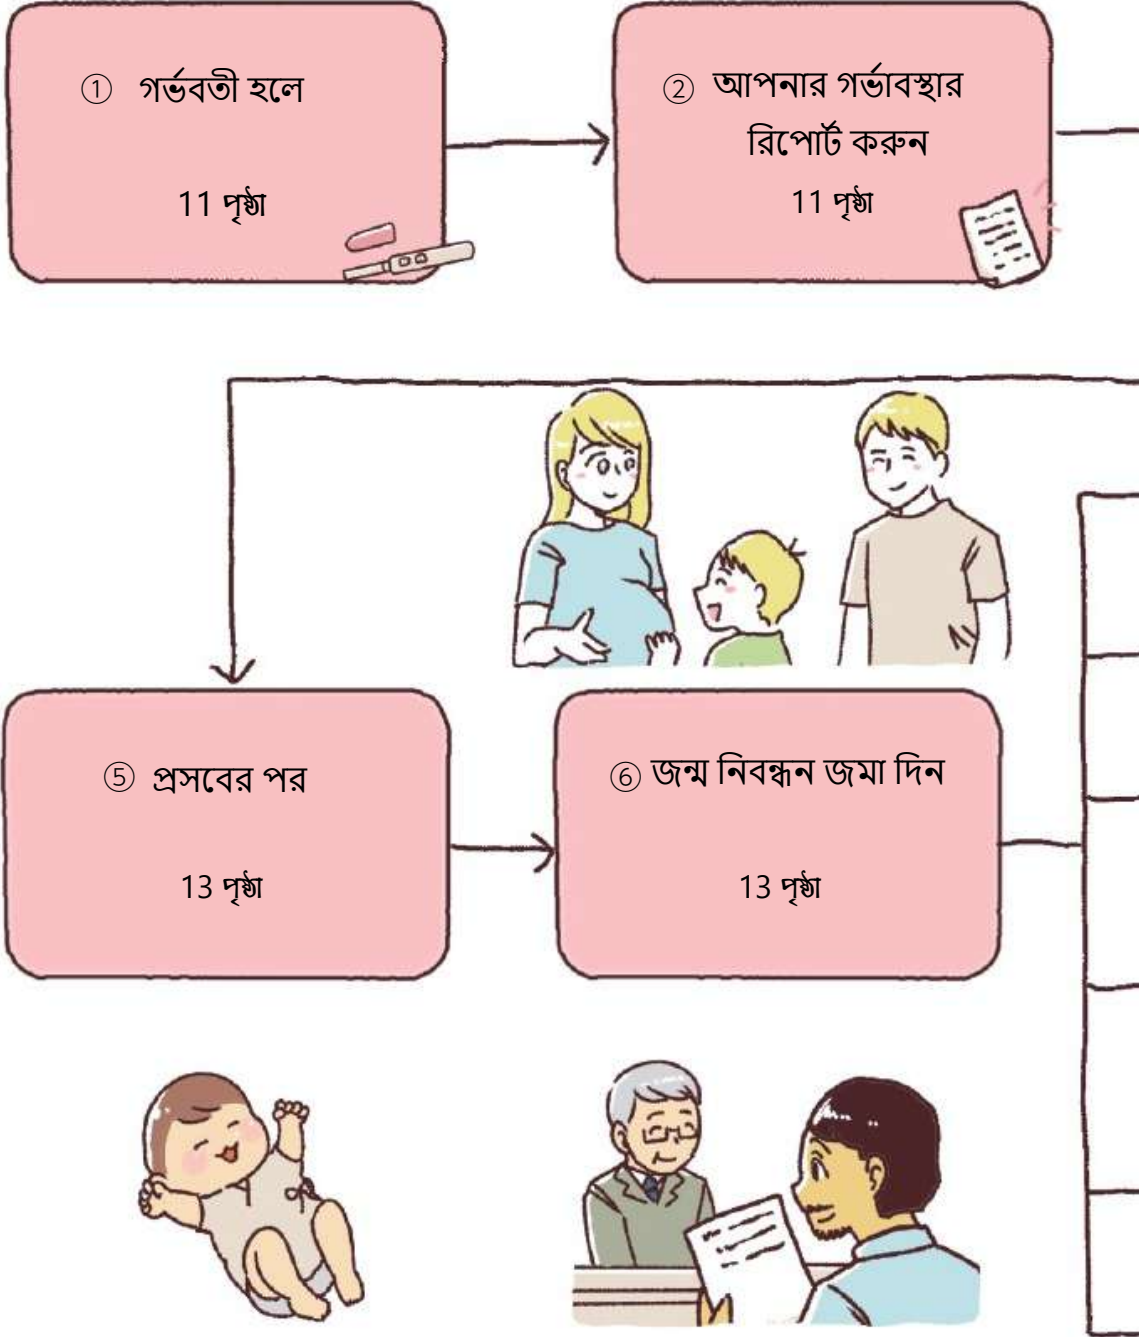 ① গর্ভবতী হলে
11 পৃষ্ঠা
② আপনার গর্ভাবস্থার
রিপোর্ট করুন
11 পৃষ্ঠা
⑤ প্রসবের পর
13 পৃষ্ঠা
⑥ জন্ম নিবন্ধন জমা দিন
13 পৃষ্ঠা